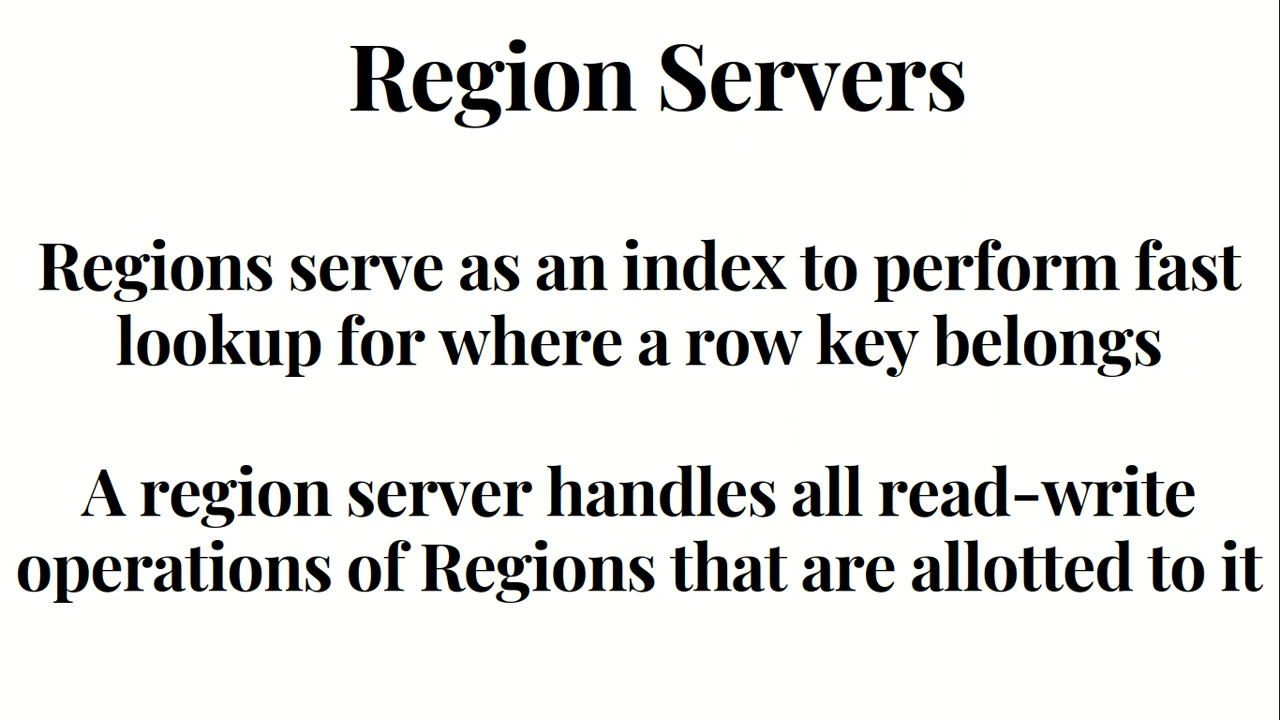 Region Servers
Regions serve as an index to perform fast
lookup for where a row key belongs
A region server handles all read-write
operations of Regions that are allotted to it